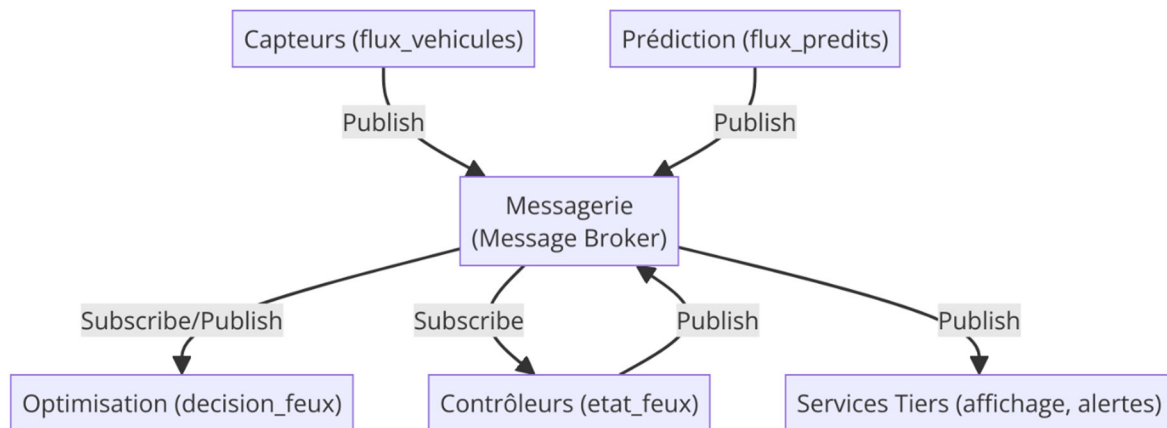 Capteurs (flux_vehicules)
Prédiction (flux_predits)
Publish
Publish
Messagerie
(Message Broker)
Subscribe/Publish
Subscribe
Publish
Publish
Optimisation (decision_feux)
Contrôleurs (etat_feux)
Services Tiers (affichage, alertes)